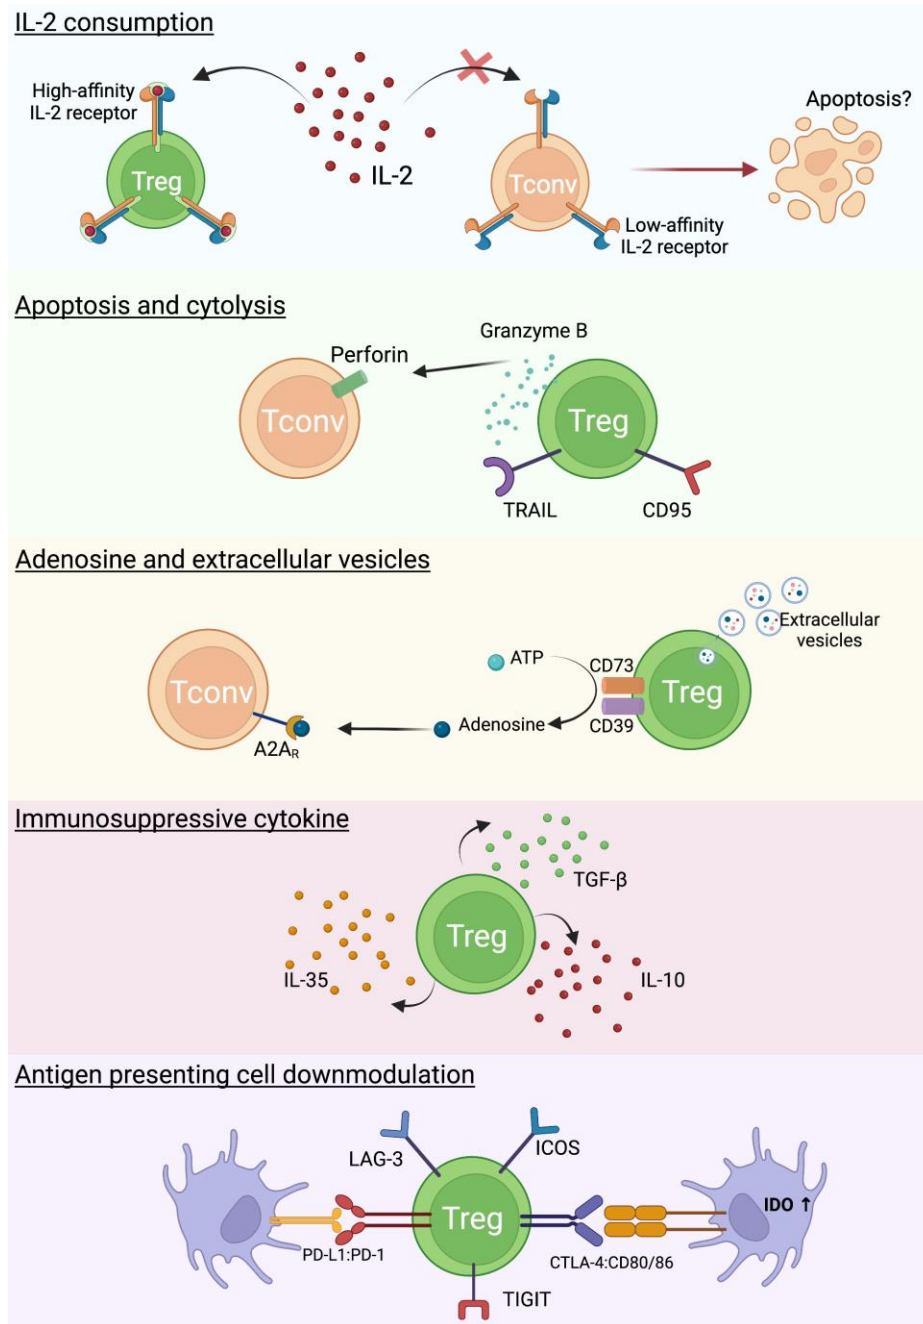 IL-2 consumption
High-affinity
IL-2 receptor
Treg
IL-2
Tconv
Low-affinity
IL-2 receptor
Apoptosis?
Apoptosis and cytolysis
Granzyme B
Perforin
Tconv
Treg
TRAIL
CD95
Adenosine and extracellular vesicles
Extracellular
vesicles
ATP
CD73
Tconv
Treg
Adenosine
CD39
A2AR
Immunosuppressive cytokine
TGF-β
Treg
IL-35
IL-10
Antigen presenting cell downmodulation
LAG-3
ICOS
Treg
IDO ↑
PD-L1:PD-1
CTLA-4:CD80/86
TIGIT